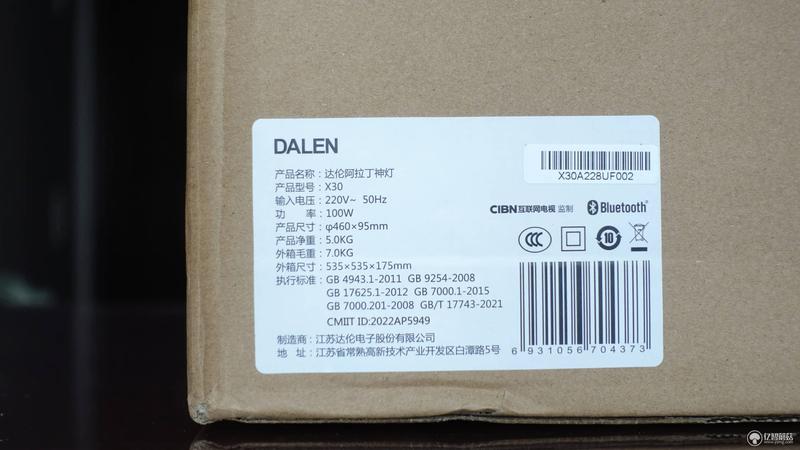 DALEN
产品名称：达伦阿拉丁神灯
产品型号：X30
输入电压：220V~ 50Hz
功 率：100W
产品尺寸：φ460×95mm
产品净重：5.0KG
外箱毛重：7.0KG
外箱尺寸：535×535×175mm
执行标准：GB 4943.1-2011 GB 9254-2008
GB 17625.1-2012 GB 7000.1-2015
GB 7000.201-2008 GB/T 17743-2021
CMIIT ID:2022AP5949
制造商：江苏达伦电子股份有限公司
地 址：江苏省常熟高新技术产业开发区白潭路5号
X30A228UF002
CIBN互联网电视 监制
Bluetooth
CCC
10
6 931056 704373
亿智蘑菇